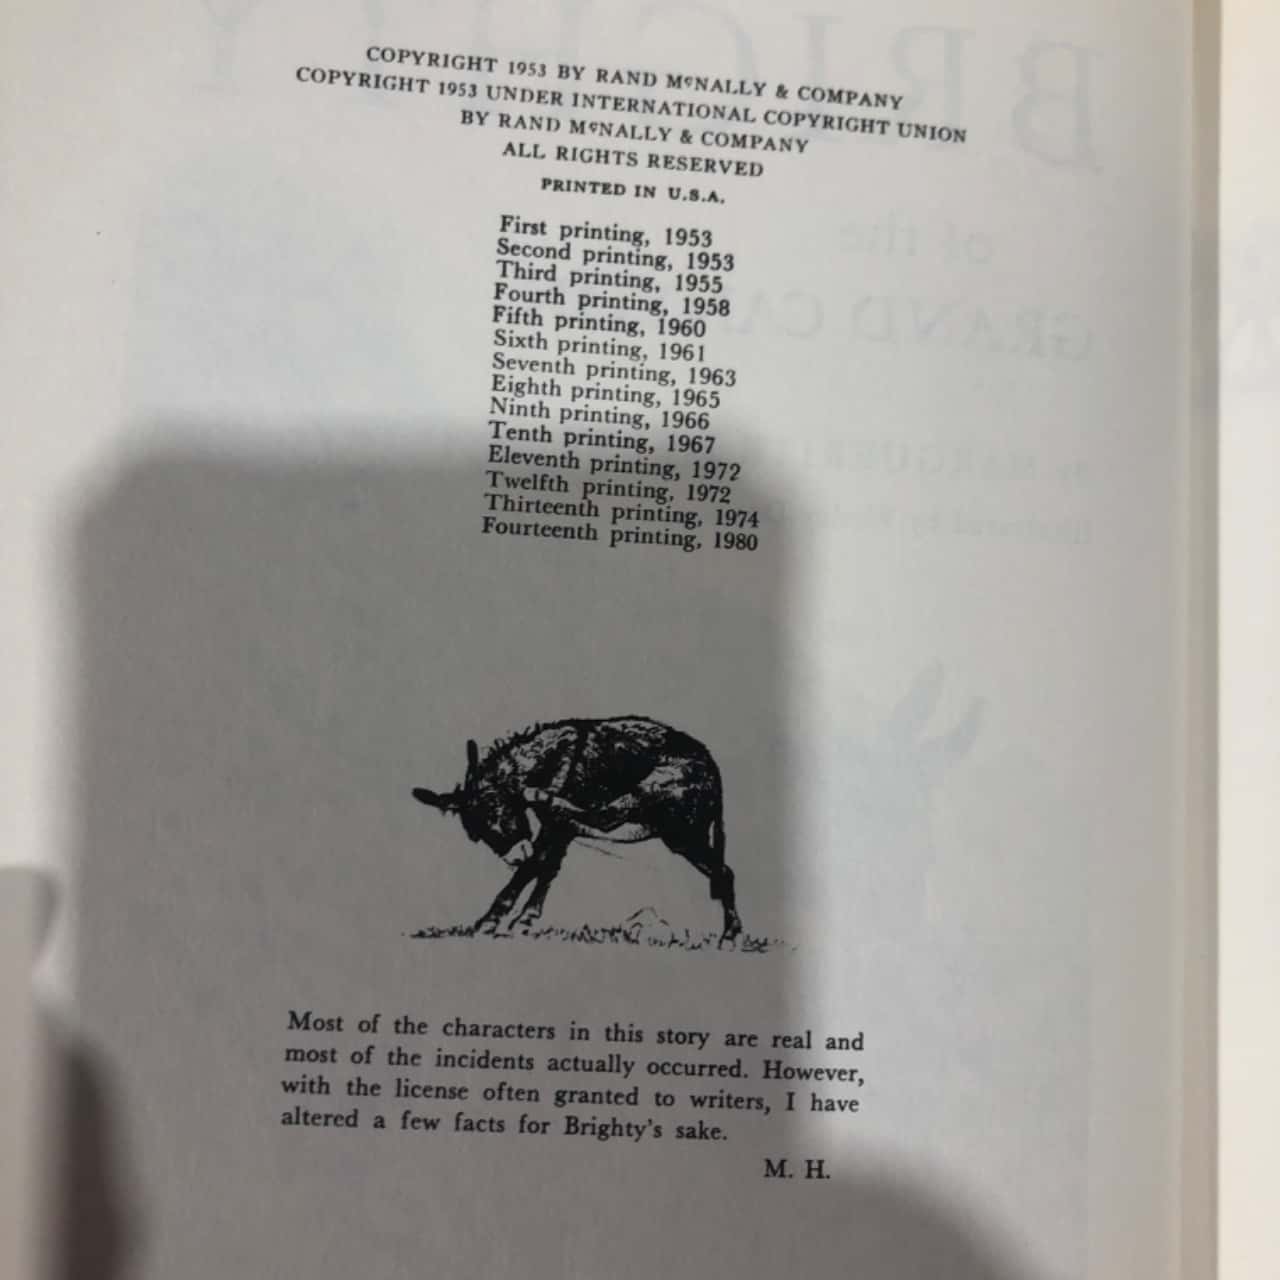 COPYRIGHT 1953 BY RAND McNALLY & COMPANY
COPYRIGHT 1953 UNDER INTERNATIONAL COPYRIGHT UNION
BY RAND McNALLY & COMPANY
ALL RIGHTS RESERVED
PRINTED IN U.S.A.
First printing, 1953
Second printing, 1953
Third printing, 1955
Fourth printing, 1958
Fifth printing, 1960
Sixth printing, 1961
Seventh printing, 1963
Eighth printing, 1965
Ninth printing, 1966
Tenth printing, 1967
Eleventh printing, 1972
Twelfth printing, 1972
Thirteenth printing, 1974
Fourteenth printing, 1980
Most of the characters in this story are real and
most of the incidents actually occurred. However,
with the license often granted to writers, I have
altered a few facts for Brighty's sake.
M. H.